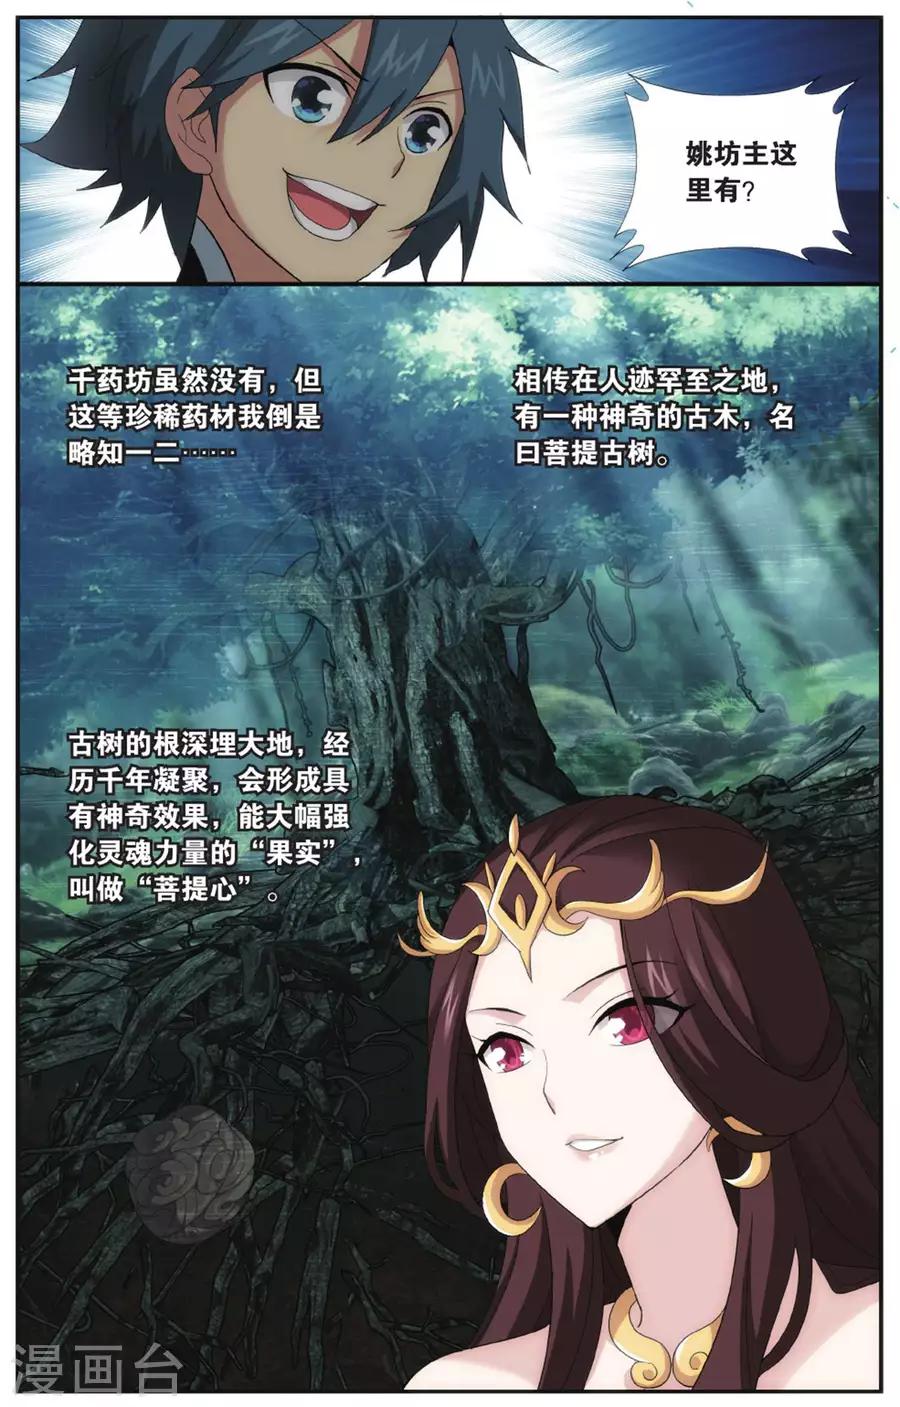 姚坊主这
里有?
千药坊虽然没有，但
这等珍稀药材我倒是
略知一二……
相传在人迹罕至之地，
有一种神奇的古木，名
曰菩提古树。
古树的根深埋大地，经
历千年凝聚，会形成具
有神奇效果，能大幅强
化灵魂力量的“果实”，
叫做“菩提心”。
漫画台